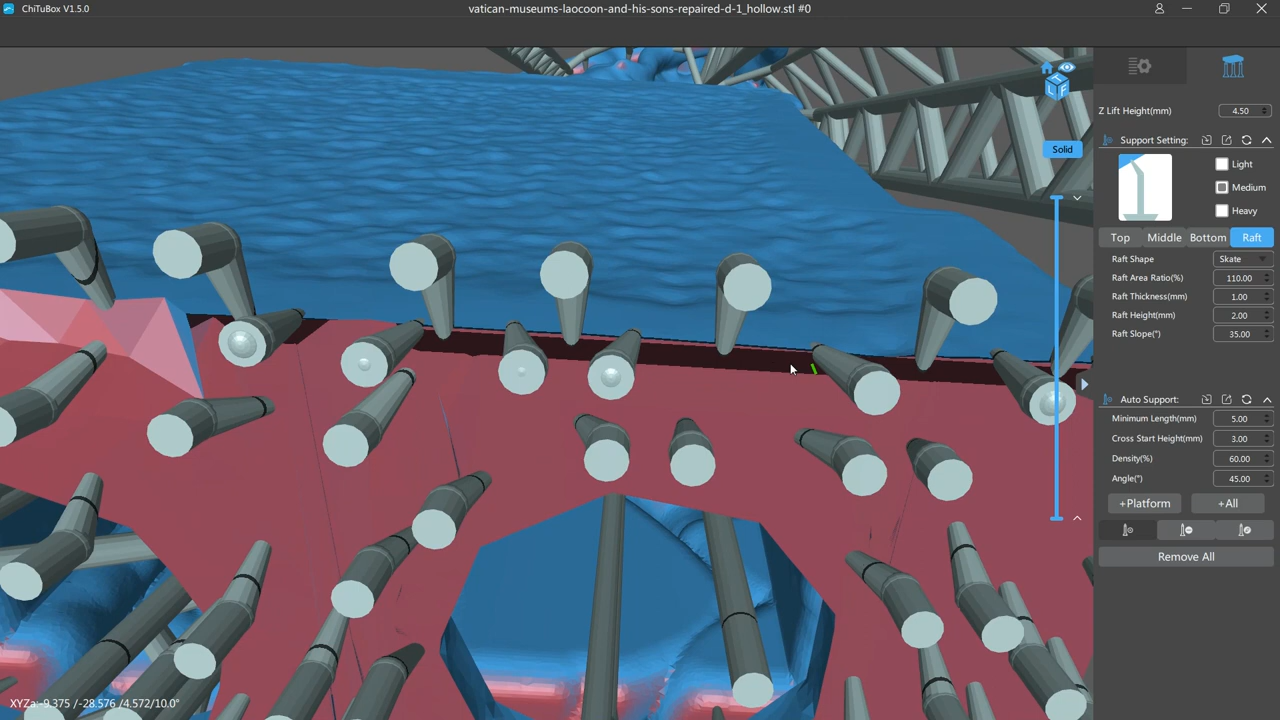 ChiTuBox V1.5.0
vatican-museums-laocoon-and-his-sons-repaired-d-1_hollow.stl #0
Z Lift Height(mm) 4.50
Support Setting:
Solid
Light
Medium
Heavy
Top Middle Bottom Raft
Raft Shape Skate
Raft Area Ratio(%) 110.00
Raft Thickness(mm) 1.00
Raft Height(mm) 2.00
Raft Slope(°) 35.00
Auto Support:
Minimum Length(mm) 5.00
Cross Start Height(mm) 3.00
Density(%) 60.00
Angle(°) 45.00
+Platform +All
Remove All
XYZa:-9.375 /-28.576 /4.572/10.0°